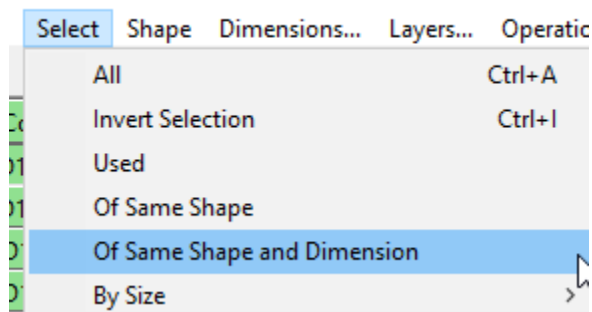 Select Shape Dimensions... Layers...
All Ctrl+A
Invert Selection Ctrl+I
Used
Of Same Shape
Of Same Shape and Dimension
By Size >